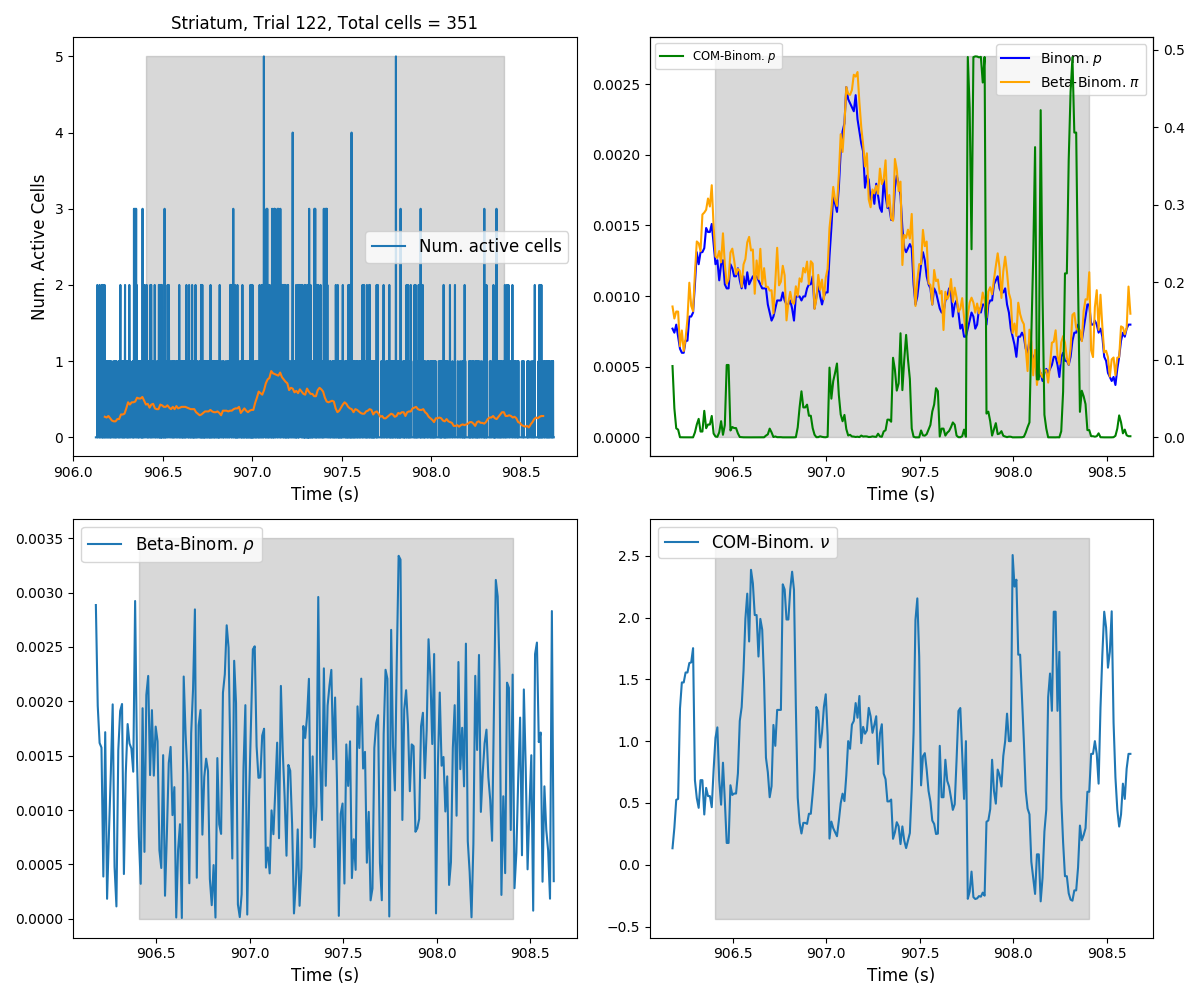 Striatum, Trial 122, Total cells = 351
Num. Active Cells
5
4
3
2
1
0
Num. active cells
906.0 906.5 907.0 907.5 908.0 908.5
Time (s)
COM-Binom. p
Binom. p
Beta-Binom. π
0.0025
0.0020
0.0015
0.0010
0.0005
0.0000
0.5
0.4
0.3
0.2
0.1
0.0
906.5 907.0 907.5 908.0 908.5
Time (s)
Beta-Binom. ρ
0.0035
0.0030
0.0025
0.0020
0.0015
0.0010
0.0005
0.0000
906.5 907.0 907.5 908.0 908.5
Time (s)
COM-Binom. ν
2.5
2.0
1.5
1.0
0.5
0.0
−0.5
906.5 907.0 907.5 908.0 908.5
Time (s)